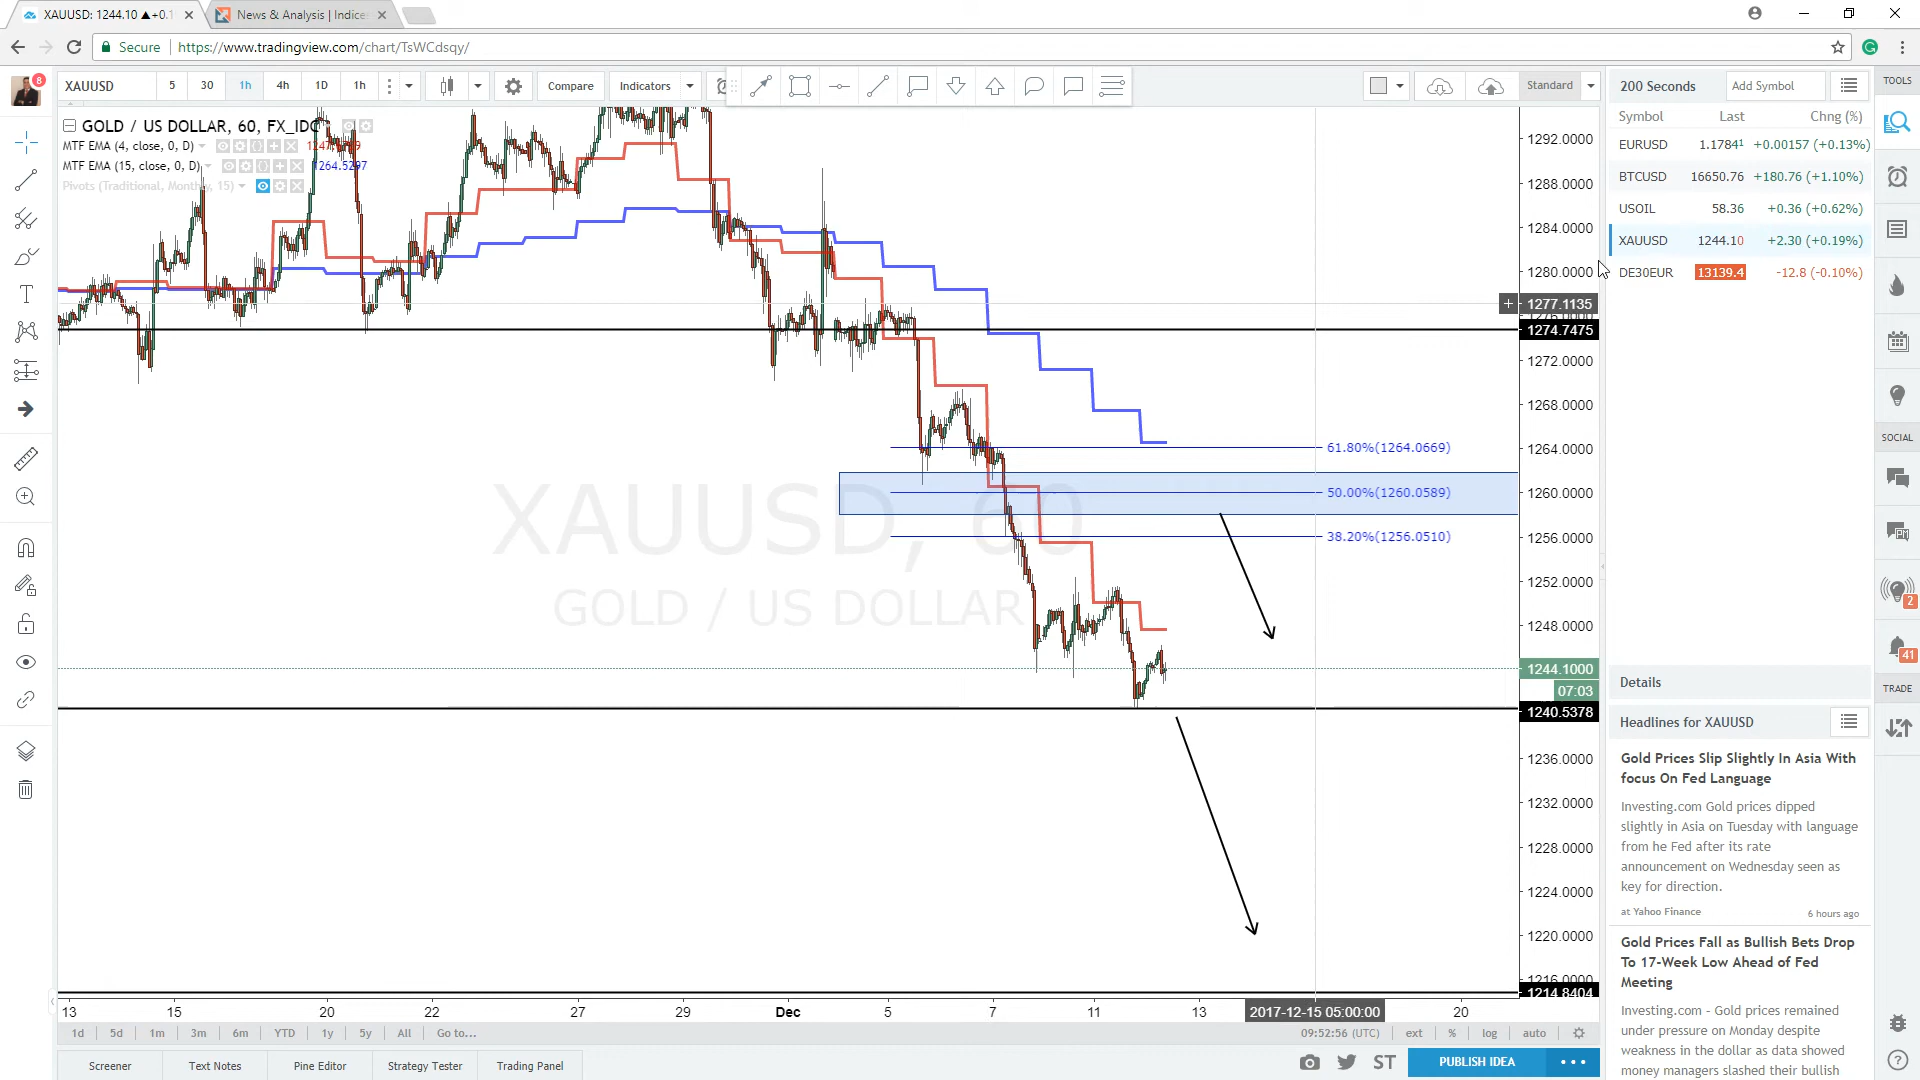 XAUUSD: 1244.10 ▲+0.1
News & Analysis | Indice
Secure
https://www.tradingview.com/chart/TsWCdsqy/
8
XAUUSD
5
30
1h
4h
1D
1h
Compare
Indicators
Standard
200 Seconds
Add Symbol
TOOLS
GOLD / US DOLLAR, 60, FX_IDC
MTF EMA (4, close, 0, D)
MTF EMA (15, close, 0, D)
1264.5297
Pivots (Traditional, Monthly, 15)
Symbol Last Chng (%)
EURUSD 1.17841 +0.00157 (+0.13%)
BTCUSD 16650.76 +180.76 (+1.10%)
USOIL 58.36 +0.36 (+0.62%)
XAUUSD 1244.10 +2.30 (+0.19%)
DE30EUR 13139.4 -12.8 (-0.10%)
1292.0000
1288.0000
1284.0000
1280.0000
1277.1135
1274.7475
1272.0000
1268.0000
1264.0000
1260.0000
1256.0000
1252.0000
1248.0000
1244.1000
07:03
1240.5378
1236.0000
1232.0000
1228.0000
1224.0000
1220.0000
1216.0000
1214.8404
61.80%(1264.0669)
50.00%(1260.0589)
38.20%(1256.0510)
XAUUSD, 60
GOLD / US DOLLAR
SOCIAL
2
41
TRADE
Details
Headlines for XAUUSD
Gold Prices Slip Slightly In Asia With
focus On Fed Language
Investing.com Gold prices dipped
slightly in Asia on Tuesday with language
from he Fed after its rate
announcement on Wednesday seen as
key for direction.
at Yahoo Finance
6 hours ago
Gold Prices Fall as Bullish Bets Drop
To 17-Week Low Ahead of Fed
Meeting
Investing.com - Gold prices remained
under pressure on Monday despite
weakness in the dollar as data showed
money managers slashed their bullish
13 15 20 22 27 29 Dec 5 7 11 13 2017-12-15 05:00:00 20
1d 5d 1m 3m 6m YTD 1y 5y All Go to...
09:52:56 (UTC) ext % log auto
Screener
Text Notes
Pine Editor
Strategy Tester
Trading Panel
ST
PUBLISH IDEA